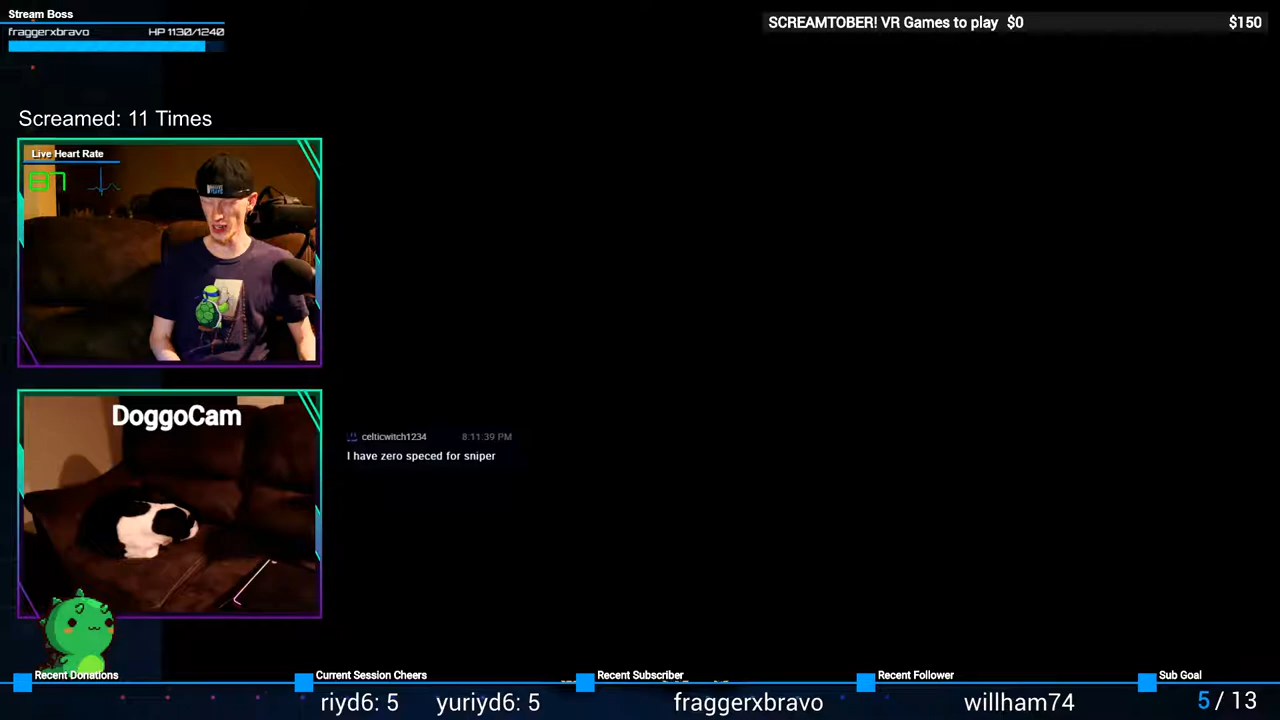 Stream Boss
fraggerxbravo HP 1130/1240
SCREAMTOBER! VR Games to play $0 $150
Screamed: 11 Times
Live Heart Rate
87
DoggoCam
celticwitch1234 8:11:39 PM
I have zero speced for sniper
Recent Donations
Current Session Cheers
riyd6: 5 yuriyd6: 5
Recent Subscriber
fraggerxbravo
Recent Follower
willham74
Sub Goal
5 / 13